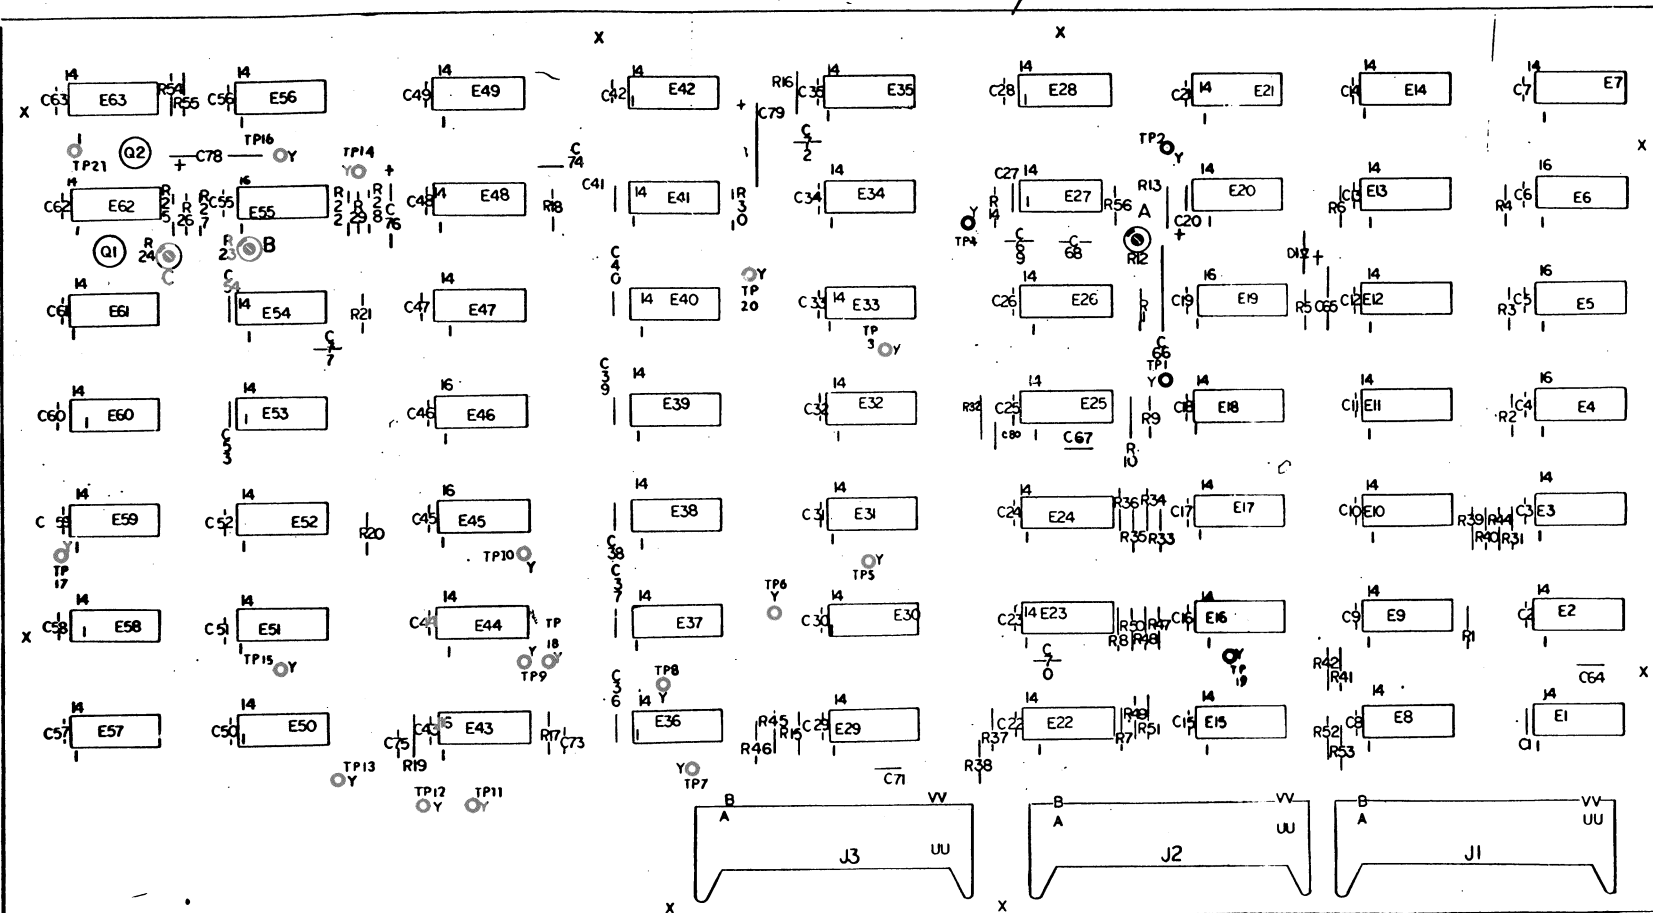 X X
14 14 14 14 14 14 14 14
C63 E63 R54 R55 C56 E56 C49 E49 C42 E42 R16 C35 E35 C28 E28 C21 14 E21 C14 E14 C7 E7
X + C79
TP21 Q2 + C78 TP16 Y TP14 Y C74 C72 TP2 Y X
14 16 14 14 14 14 14 14 16
C62 E62 R25 R26 R27 C55 E55 R22 R29 R28 + C76 C48 E48 R18 C41 E41 R30 C34 E34 C27 R14 E27 R56 R13 A C20 E20 R6 C13 E13 R4 C6 E6
Q1 R24 C R23 B C40 Y TP4 C69 C68 R12 + +
C54 Y TP20
14 14 14 14 14 14 16 14 16
C61 E61 E54 R21 C47 E47 E40 C33 E33 C26 E26 C19 E19 R5 C65 C12 E12 R3 C5 E5
C77 TP3 Y C66
C39 TP1 Y
14 14 16 14 14 14 14 14 16
C60 E60 E53 C46 E46 E39 C32 E32 R32 C25 E25 R9 C18 E18 C11 E11 R2 C4 E4
C53 C80 C67 R10
14 14 16 14 14 14 14 14 14
C59 E59 C52 E52 R20 C45 E45 E38 C31 E31 C24 E24 R36 R34 C17 E17 C10 E10 R39 R44 C3 E3
R35 R33 R40 R31
Y TP17 TP10 Y C38 TP5 Y
C37 TP6 Y
14 14 14 14 14 14 14 14 14
C58 E58 C51 E51 C44 E44 TP18 Y E37 C30 E30 C23 E23 R50 R47 C16 E16 C9 E9 R1 C2 E2
X R8 R48
TP15 Y Y TP9 TP8 Y C70 Y TP19 R42 R41 C64 X
C36
14 14 16 14 14 14 14 14 14
C57 E57 C50 E50 C75 R19 C43 E43 R17 C73 E36 R45 R46 R15 C29 E29 R37 R38 C22 E22 R49 R7 R51 C15 E15 R52 R53 C8 E8 C1 E1
TP13 Y Y TP7 C71
TP12 Y TP11 Y
B VV B VV B VV
A A A UU
UU UU
J3 J2 J1
X X